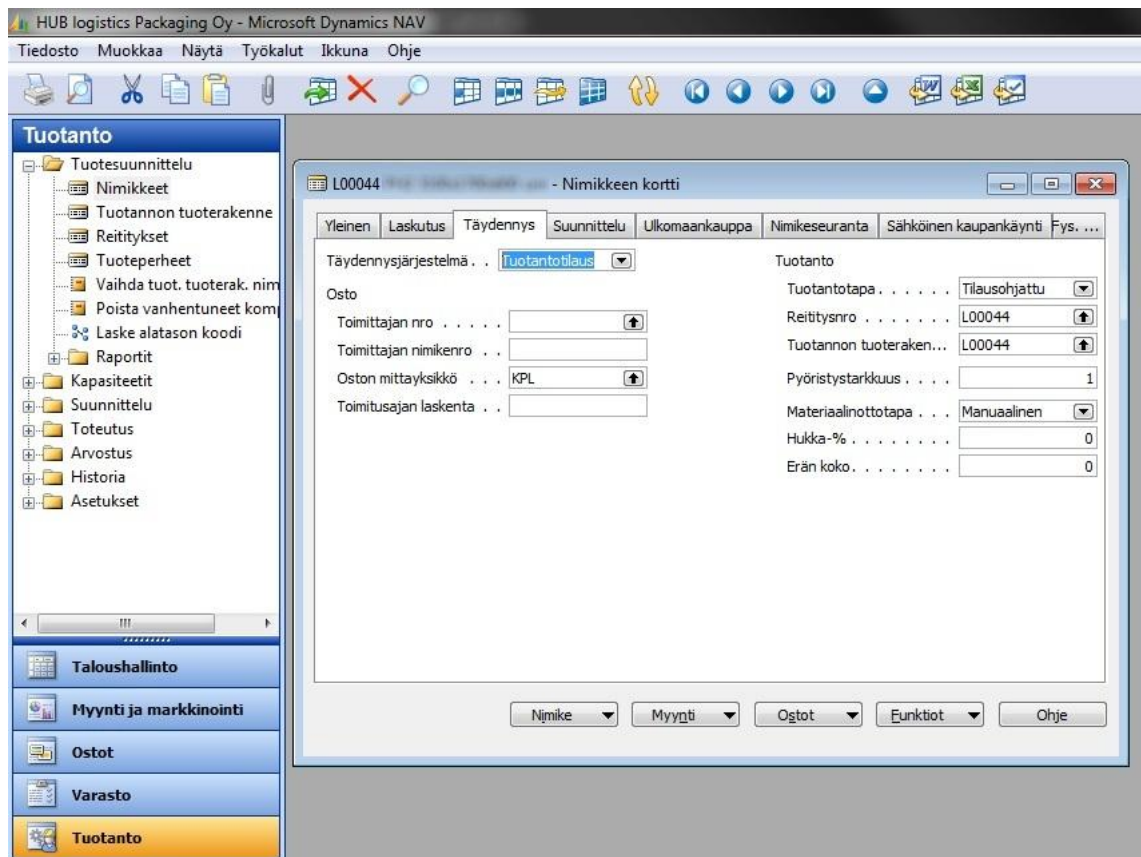 HUB logistics Packaging Oy - Microsoft Dynamics NAV
Tiedosto Muokkaa Näytä Työkalut Ikkuna Ohje
Tuotanto
Tuotesuunnittelu
Nimikkeet
Tuotannon tuoterakenne
Reititykset
Tuoteperheet
Vaihda tuot. tuoterak. nim
Poista vanhentuneet komp
Laske alatason koodi
Raportit
Kapasiteetit
Suunnittelu
Toteutus
Arvostus
Historia
Asetukset
Taloushallinto
Myynti ja markkinointi
Ostot
Varasto
Tuotanto
L00044 - Nimikkeen kortti
Yleinen Laskutus Täydennys Suunnittelu Ulkomaankauppa Nimikeseuranta Sähköinen kaupankäynti Fys. ...
Täydennysjärjestelmä . . Tuotantotilaus
Osto
Toimittajan nro . . . . .
Toimittajan nimikenro . .
Oston mittayksikkö . . . KPL
Toimitusajan laskenta . .
Tuotanto
Tuotantotapa . . . . . . Tilausohjattu
Reititysnro . . . . . . . L00044
Tuotannon tuoteraken... L00044
Pyöristystarkkuus . . . . 1
Materiaalinottotapa . . . Manuaalinen
Hukka-% . . . . . . . . 0
Erän koko. . . . . . . . 0
Nimike Myynti Ostot Funktiot Ohje